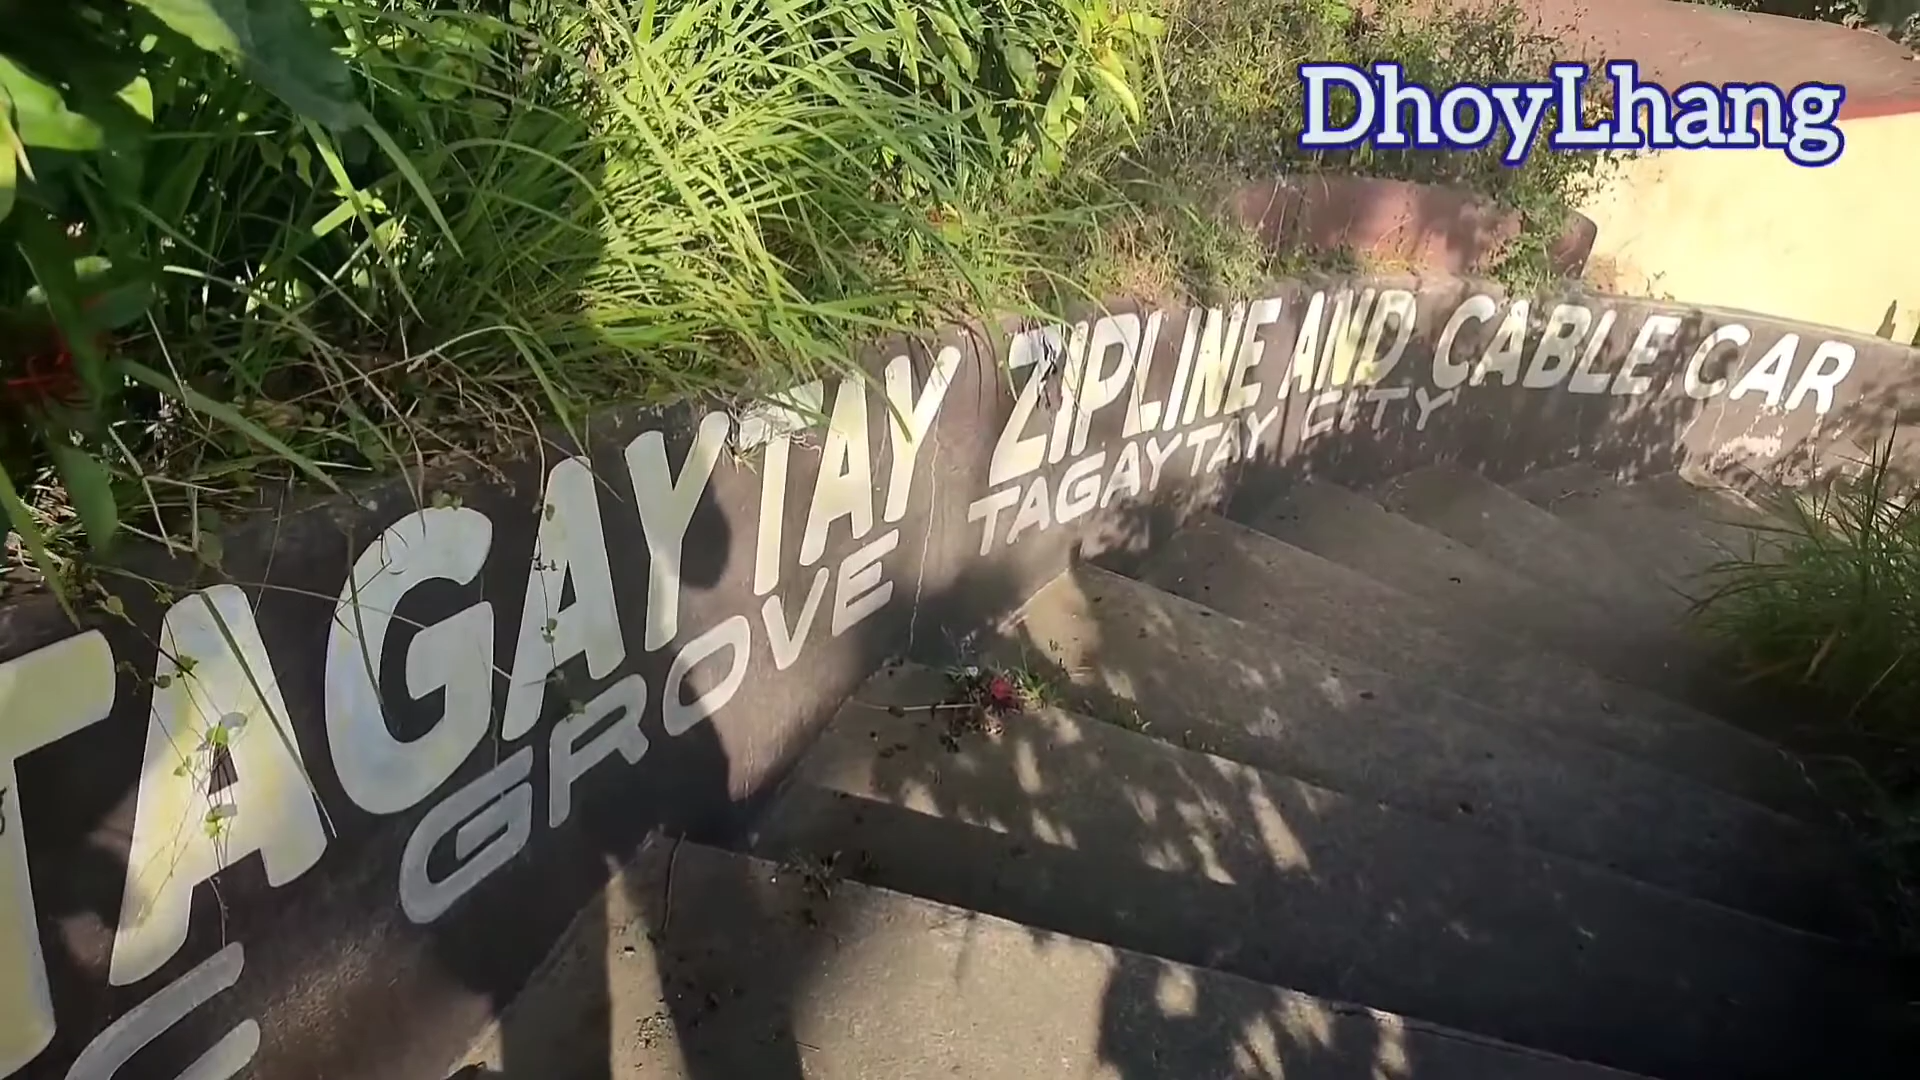 DhoyLhang
TAGAYTAY ZIPLINE AND CABLE CAR
GROVE TAGAYTAY CITY